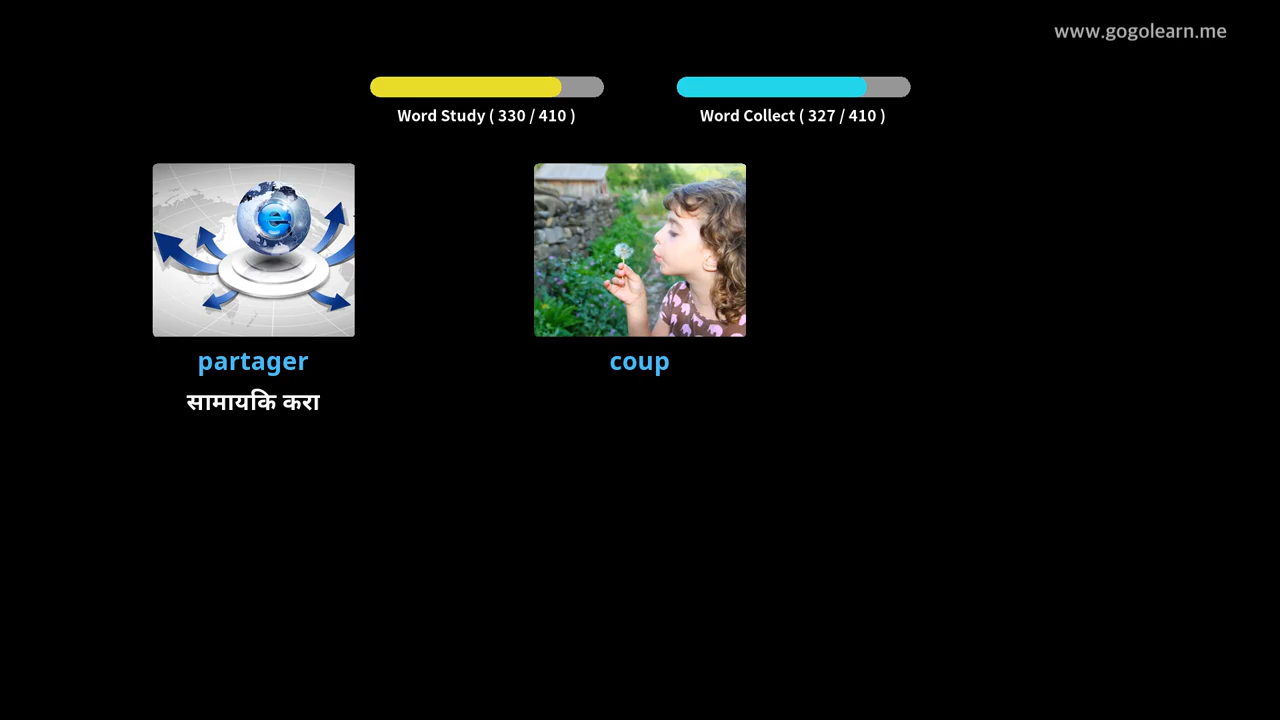 www.gogolearn.me
Word Study ( 330 / 410 )
Word Collect ( 327 / 410 )
e
partager
coup
सामायकि करा